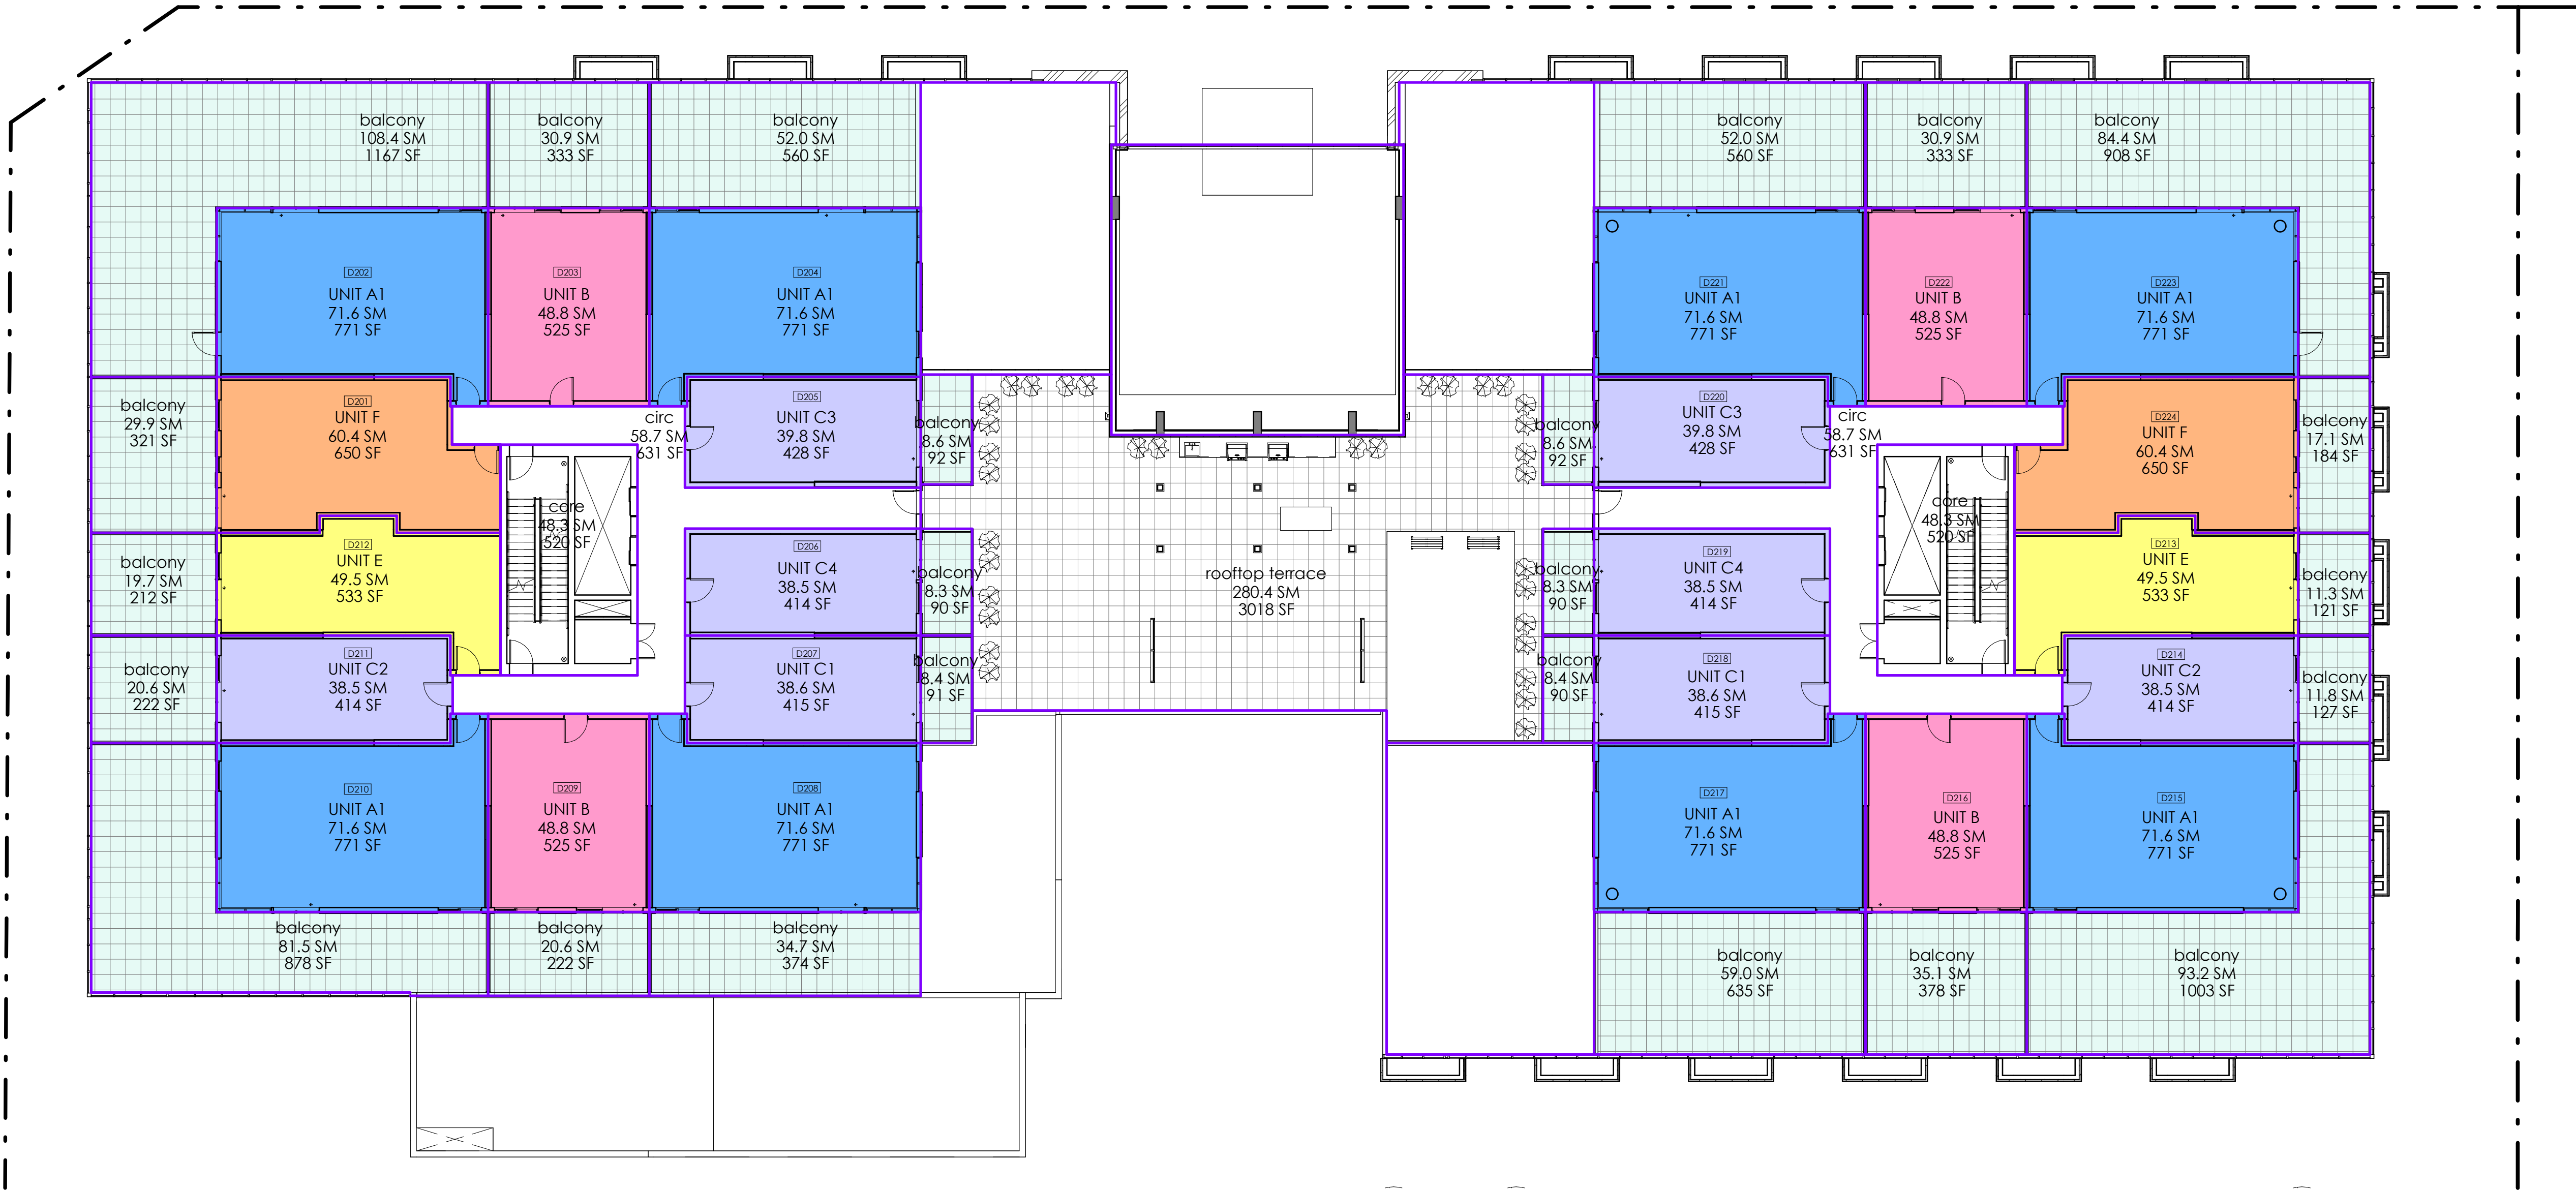 balcony
108.4 SM
1167 SF
balcony
30.9 SM
333 SF
balcony
52.0 SM
560 SF
balcony
52.0 SM
560 SF
balcony
30.9 SM
333 SF
balcony
84.4 SM
908 SF
D202
UNIT A1
71.6 SM
771 SF
D203
UNIT B
48.8 SM
525 SF
D204
UNIT A1
71.6 SM
771 SF
D221
UNIT A1
71.6 SM
771 SF
D222
UNIT B
48.8 SM
525 SF
D223
UNIT A1
71.6 SM
771 SF
balcony
29.9 SM
321 SF
D201
UNIT F
60.4 SM
650 SF
circ
58.7 SM
631 SF
D205
UNIT C3
39.8 SM
428 SF
balcony
8.6 SM
92 SF
balcony
8.6 SM
92 SF
D220
UNIT C3
39.8 SM
428 SF
circ
58.7 SM
631 SF
D224
UNIT F
60.4 SM
650 SF
balcony
17.1 SM
184 SF
core
48.3 SM
520 SF
core
48.3 SM
520 SF
balcony
19.7 SM
212 SF
D212
UNIT E
49.5 SM
533 SF
D206
UNIT C4
38.5 SM
414 SF
balcony
8.3 SM
90 SF
rooftop terrace
280.4 SM
3018 SF
balcony
8.3 SM
90 SF
D219
UNIT C4
38.5 SM
414 SF
D213
UNIT E
49.5 SM
533 SF
balcony
11.3 SM
121 SF
balcony
20.6 SM
222 SF
D211
UNIT C2
38.5 SM
414 SF
D207
UNIT C1
38.6 SM
415 SF
balcony
8.4 SM
91 SF
balcony
8.4 SM
90 SF
D218
UNIT C1
38.6 SM
415 SF
D214
UNIT C2
38.5 SM
414 SF
balcony
11.8 SM
127 SF
D210
UNIT A1
71.6 SM
771 SF
D209
UNIT B
48.8 SM
525 SF
D208
UNIT A1
71.6 SM
771 SF
D217
UNIT A1
71.6 SM
771 SF
D216
UNIT B
48.8 SM
525 SF
D215
UNIT A1
71.6 SM
771 SF
balcony
81.5 SM
878 SF
balcony
20.6 SM
222 SF
balcony
34.7 SM
374 SF
balcony
59.0 SM
635 SF
balcony
35.1 SM
378 SF
balcony
93.2 SM
1003 SF